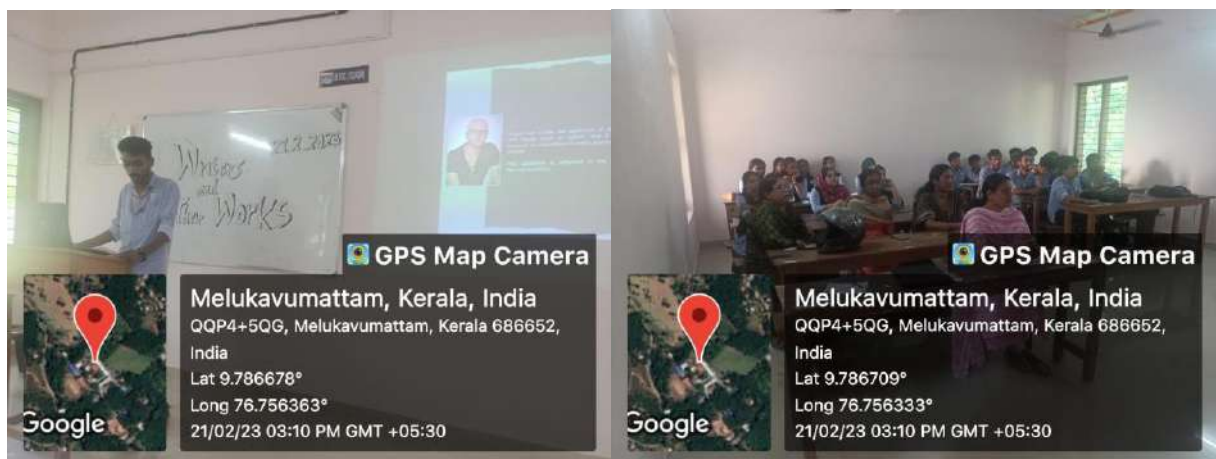 21.2.2023
Writers
and
Their Works
GPS Map Camera
Melukavumattam, Kerala, India
QQP4+5QG, Melukavumattam, Kerala 686652,
India
Lat 9.786678°
Long 76.756363°
21/02/23 03:10 PM GMT +05:30
Google
GPS Map Camera
Melukavumattam, Kerala, India
QQP4+5QG, Melukavumattam, Kerala 686652,
India
Lat 9.786709°
Long 76.756333°
21/02/23 03:10 PM GMT +05:30
Google